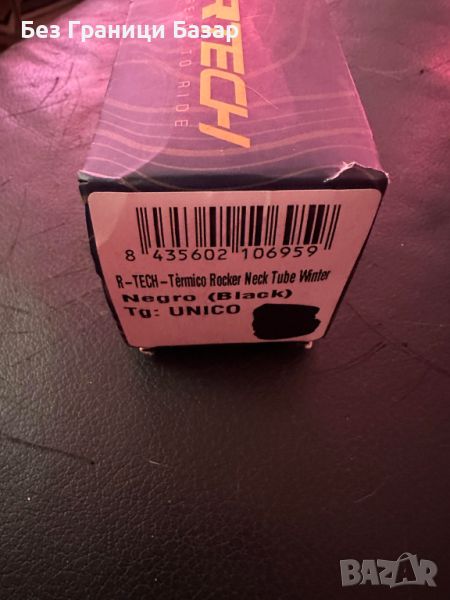 Без Граници Базар
R-TECH
TO RIDE
8 435602 106959
R-TECH-Tèrmico Rocker Neck Tube Winter
Negro (Black)
Tg: UNICO
BAZAR